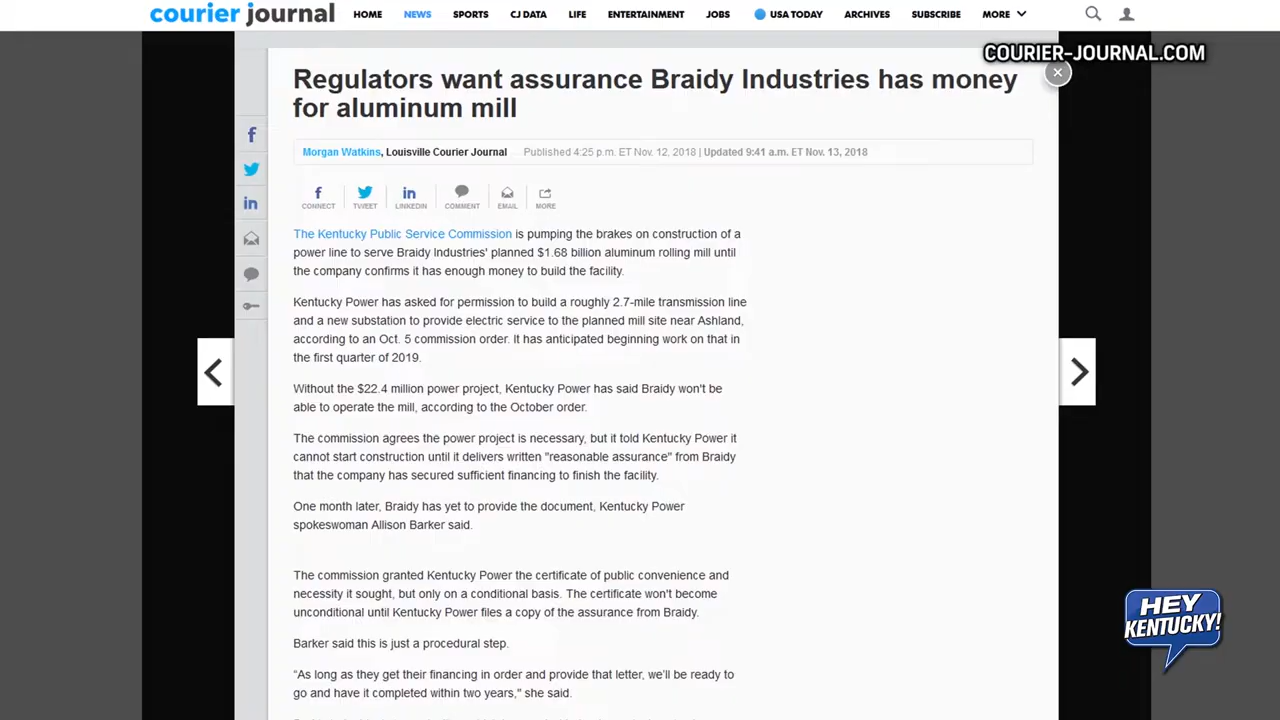 courier journal
HOME NEWS SPORTS CJ DATA LIFE ENTERTAINMENT JOBS USA TODAY ARCHIVES SUBSCRIBE MORE
COURIER-JOURNAL.COM
Regulators want assurance Braidy Industries has money
for aluminum mill
Morgan Watkins, Louisville Courier Journal Published 4:25 p.m. ET Nov. 12, 2018 | Updated 9:41 a.m. ET Nov. 13, 2018
CONNECT TWEET LINKEDIN COMMENT EMAIL MORE
The Kentucky Public Service Commission is pumping the brakes on construction of a
power line to serve Braidy Industries' planned $1.68 billion aluminum rolling mill until
the company confirms it has enough money to build the facility.
Kentucky Power has asked for permission to build a roughly 2.7-mile transmission line
and a new substation to provide electric service to the planned mill site near Ashland,
according to an Oct. 5 commission order. It has anticipated beginning work on that in
the first quarter of 2019.
Without the $22.4 million power project, Kentucky Power has said Braidy won't be
able to operate the mill, according to the October order.
The commission agrees the power project is necessary, but it told Kentucky Power it
cannot start construction until it delivers written "reasonable assurance" from Braidy
that the company has secured sufficient financing to finish the facility.
One month later, Braidy has yet to provide the document, Kentucky Power
spokeswoman Allison Barker said.
The commission granted Kentucky Power the certificate of public convenience and
necessity it sought, but only on a conditional basis. The certificate won't become
unconditional until Kentucky Power files a copy of the assurance from Braidy.
Barker said this is just a procedural step.
“As long as they get their financing in order and provide that letter, we’ll be ready to
go and have it completed within two years," she said.
HEY
KENTUCKY!